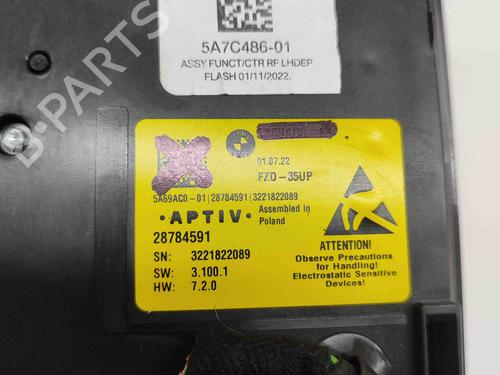 5A7C486-01
ASSY FUNCT/CTR RF LHDEP
FLASH 01/11/2022.
01.07.22
FZD-35UP
5A69AC0-01|28784591|3221822089
• APTIV • Assembled in
Poland
28784591
SN: 3221822089
SW: 3.100.1
HW: 7.2.0
ATTENTION!
Observe Precautions
for Handling!
Electrostatic Sensitive
Devices!
B-PARTS